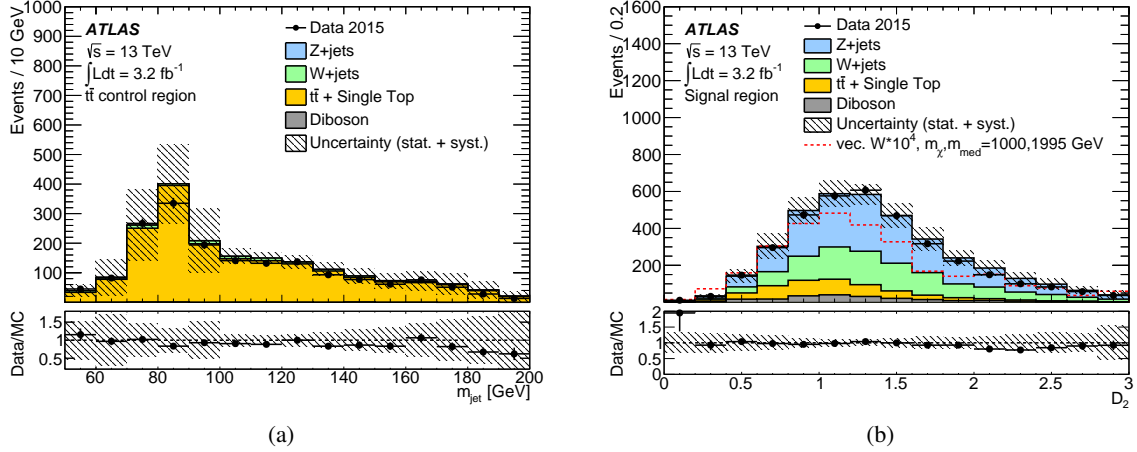 Events / 10 GeV
1000
900
800
700
600
500
400
300
200
100
ATLAS
√s = 13 TeV
∫Ldt = 3.2 fb⁻¹
tt̄ control region
Data 2015
Z+jets
W+jets
tt̄ + Single Top
Diboson
Uncertainty (stat. + syst.)
Data/MC
1.5
1
0.5
60 80 100 120 140 160 180 200
m_jet [GeV]
(a)
Events / 0.2
1600
1400
1200
1000
800
600
400
200
ATLAS
√s = 13 TeV
∫Ldt = 3.2 fb⁻¹
Signal region
Data 2015
Z+jets
W+jets
tt̄ + Single Top
Diboson
Uncertainty (stat. + syst.)
vec. W*10⁴, m_χ,m_med=1000,1995 GeV
Data/MC
2
1.5
1
0.5
0
0 0.5 1 1.5 2 2.5 3
D₂
(b)